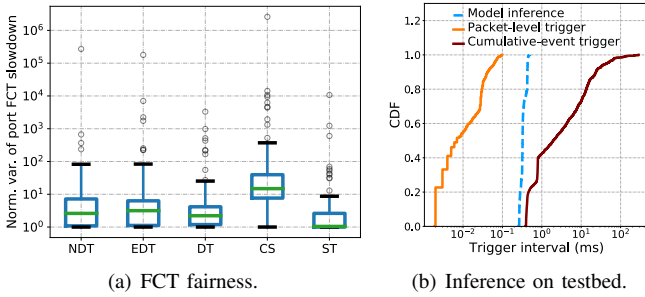 Norm. var. of port FCT slowdown
10^6
10^5
10^4
10^3
10^2
10^1
10^0
NDT EDT DT CS ST
(a) FCT fairness.
CDF
1.0
0.8
0.6
0.4
0.2
0.0
Model inference
Packet-level trigger
Cumulative-event trigger
10^-2 10^-1 10^0 10^1 10^2
Trigger interval (ms)
(b) Inference on testbed.